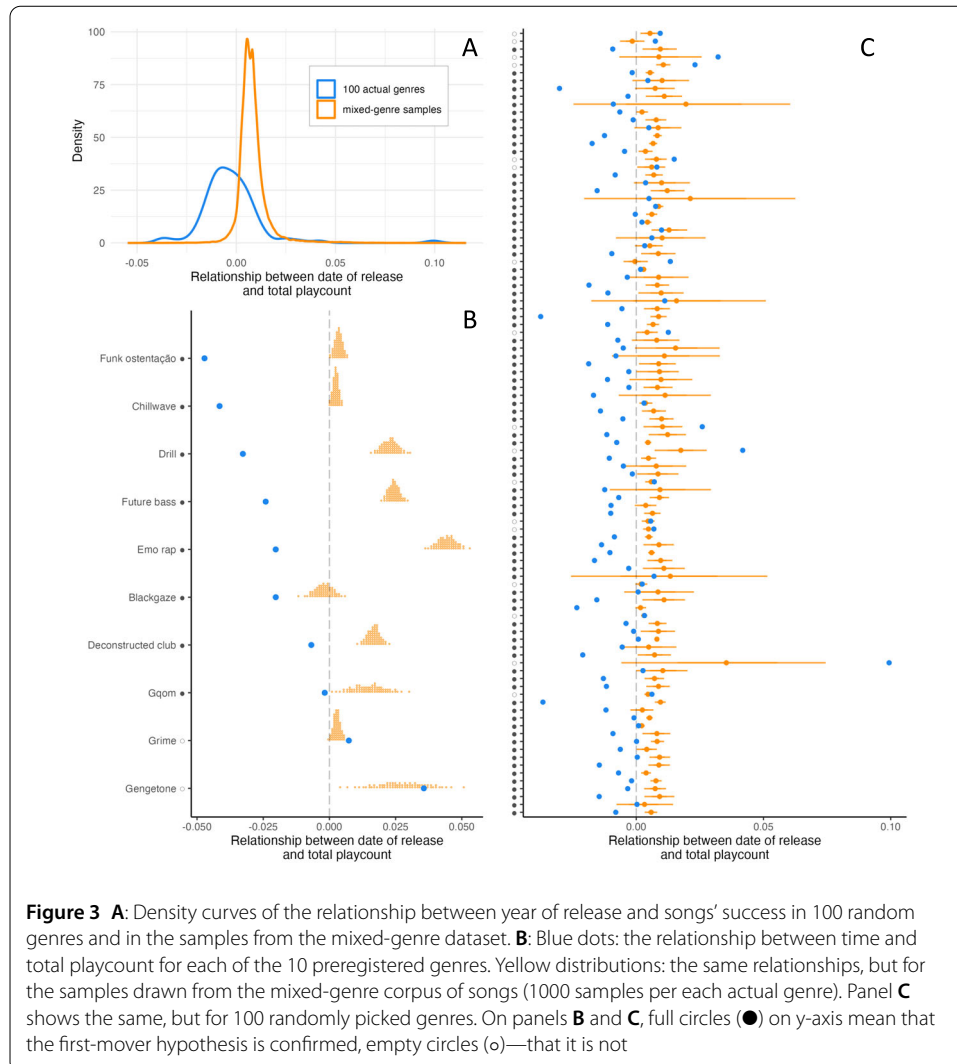 A
100
75
50
25
0
Density
100 actual genres
mixed-genre samples
-0.05
0.00
0.05
0.10
Relationship between date of release
and total playcount
B
Funk ostentação ●
Chillwave ●
Drill ●
Future bass ●
Emo rap ●
Blackgaze ●
Deconstructed club ●
Gqom ●
Grime ○
Gengetone ○
-0.050
-0.025
0.000
0.025
0.050
Relationship between date of release
and total playcount
C
0.00
0.05
0.10
Relationship between date of release
and total playcount
Figure 3 A: Density curves of the relationship between year of release and songs' success in 100 random
genres and in the samples from the mixed-genre dataset. B: Blue dots: the relationship between time and
total playcount for each of the 10 preregistered genres. Yellow distributions: the same relationships, but for
the samples drawn from the mixed-genre corpus of songs (1000 samples per each actual genre). Panel C
shows the same, but for 100 randomly picked genres. On panels B and C, full circles (●) on y-axis mean that
the first-mover hypothesis is confirmed, empty circles (○)—that it is not